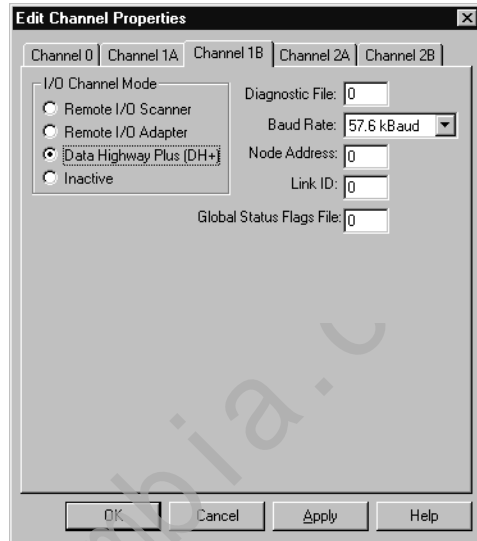 Edit Channel Properties
Channel 0 Channel 1A Channel 1B Channel 2A Channel 2B
I/O Channel Mode
Remote I/O Scanner
Remote I/O Adapter
Data Highway Plus (DH+)
Inactive
Diagnostic File: 0
Baud Rate: 57.6 kBaud
Node Address: 0
Link ID: 0
Global Status Flags File: 0
mbia.c
OK Cancel Apply Help